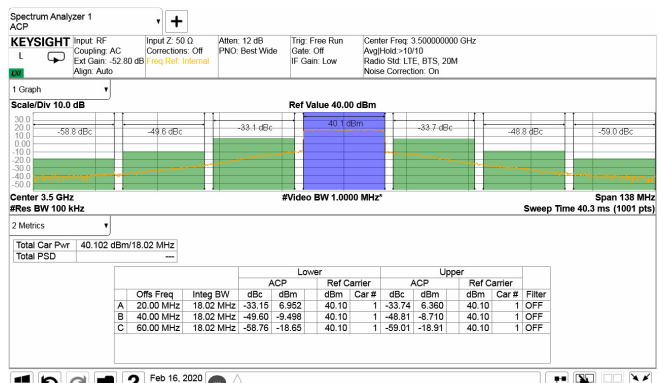 Spectrum Analyzer 1
ACP
+
KEYSIGHT Input: RF Input Z: 50 Ω Atten: 12 dB Trig: Free Run Center Freq: 3.500000000 GHz
L Coupling: AC Corrections: Off PNO: Best Wide Gate: Off Avg|Hold:>10/10
Ext Gain: -52.80 dB Freq Ref: Internal IF Gain: Low Radio Std: LTE, BTS, 20M
LXI Align: Auto Noise Correction: On
1 Graph
Scale/Div 10.0 dB Ref Value 40.00 dBm
30.0
20.0
10.0
0.00
-10.0
-20.0
-30.0
-40.0
-50.0
-58.8 dBc -49.6 dBc -33.1 dBc 40.1 dBm -33.7 dBc -48.8 dBc -59.0 dBc
Center 3.5 GHz #Video BW 1.0000 MHz* Span 138 MHz
#Res BW 100 kHz Sweep Time 40.3 ms (1001 pts)
2 Metrics
Total Car Pwr 40.102 dBm/18.02 MHz
Total PSD ---
Lower Upper
ACP Ref Carrier ACP Ref Carrier
Offs Freq Integ BW dBc dBm dBm Car # dBc dBm dBm Car # Filter
A 20.00 MHz 18.02 MHz -33.15 6.952 40.10 1 -33.74 6.360 40.10 1 OFF
B 40.00 MHz 18.02 MHz -49.60 -9.498 40.10 1 -48.81 -8.710 40.10 1 OFF
C 60.00 MHz 18.02 MHz -58.76 -18.65 40.10 1 -59.01 -18.91 40.10 1 OFF
? Feb 16, 2020